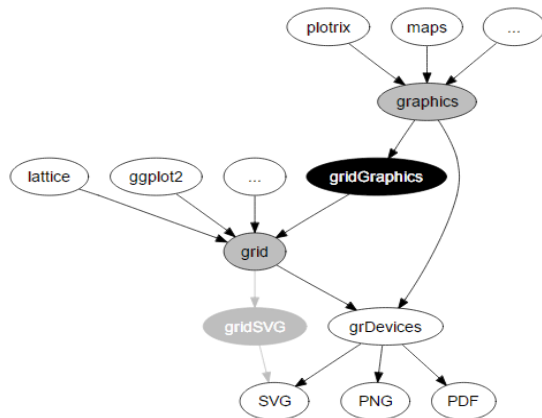 plotrix maps ...
graphics
lattice ggplot2 ... gridGraphics
grid
gridSVG grDevices
SVG PNG PDF